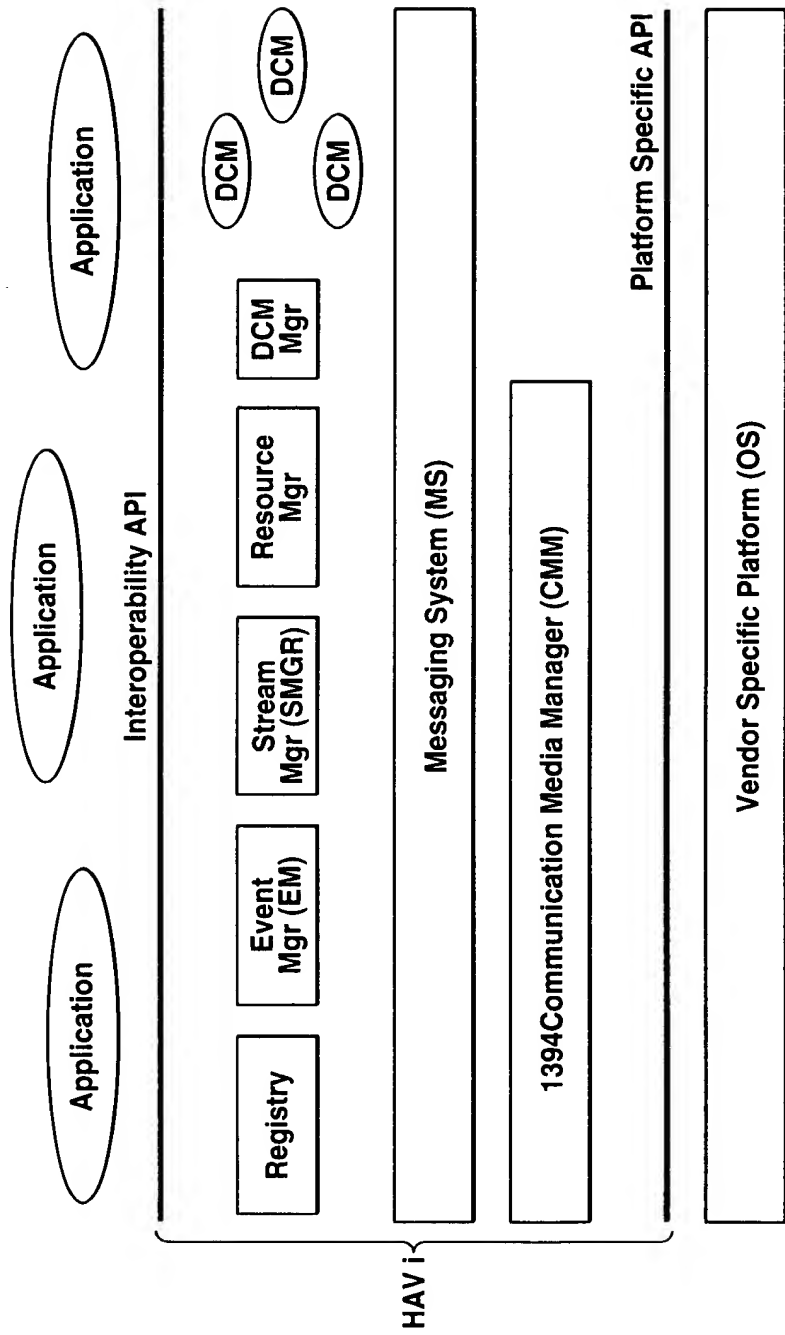 Application
Application
Application
Interoperability API
HAV i
Registry
Event
Mgr (EM)
Stream
Mgr (SMGR)
Resource
Mgr
DCM
Mgr
DCM
DCM
DCM
Messaging System (MS)
1394Communication Media Manager (CMM)
Platform Specific API
Vendor Specific Platform (OS)